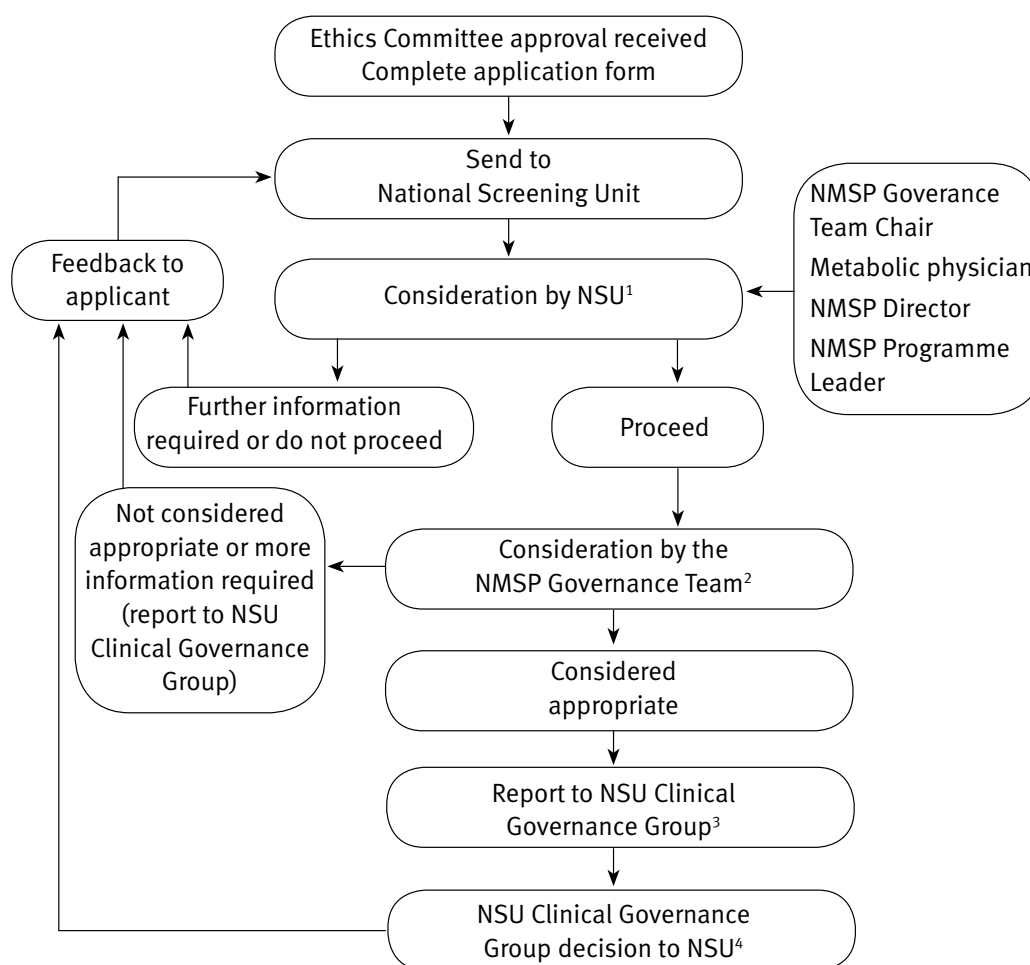 Ethics Committee approval received
Complete application form
Send to
National Screening Unit
NMSP Goverance
Team Chair
Metabolic physician
NMSP Director
NMSP Programme
Leader
Feedback to
applicant
Consideration by NSU¹
Further information
required or do not proceed
Proceed
Not considered
appropriate or more
information required
(report to NSU
Clinical Governance
Group)
Consideration by the
NMSP Governance Team²
Considered
appropriate
Report to NSU Clinical
Governance Group³
NSU Clinical Governance
Group decision to NSU⁴